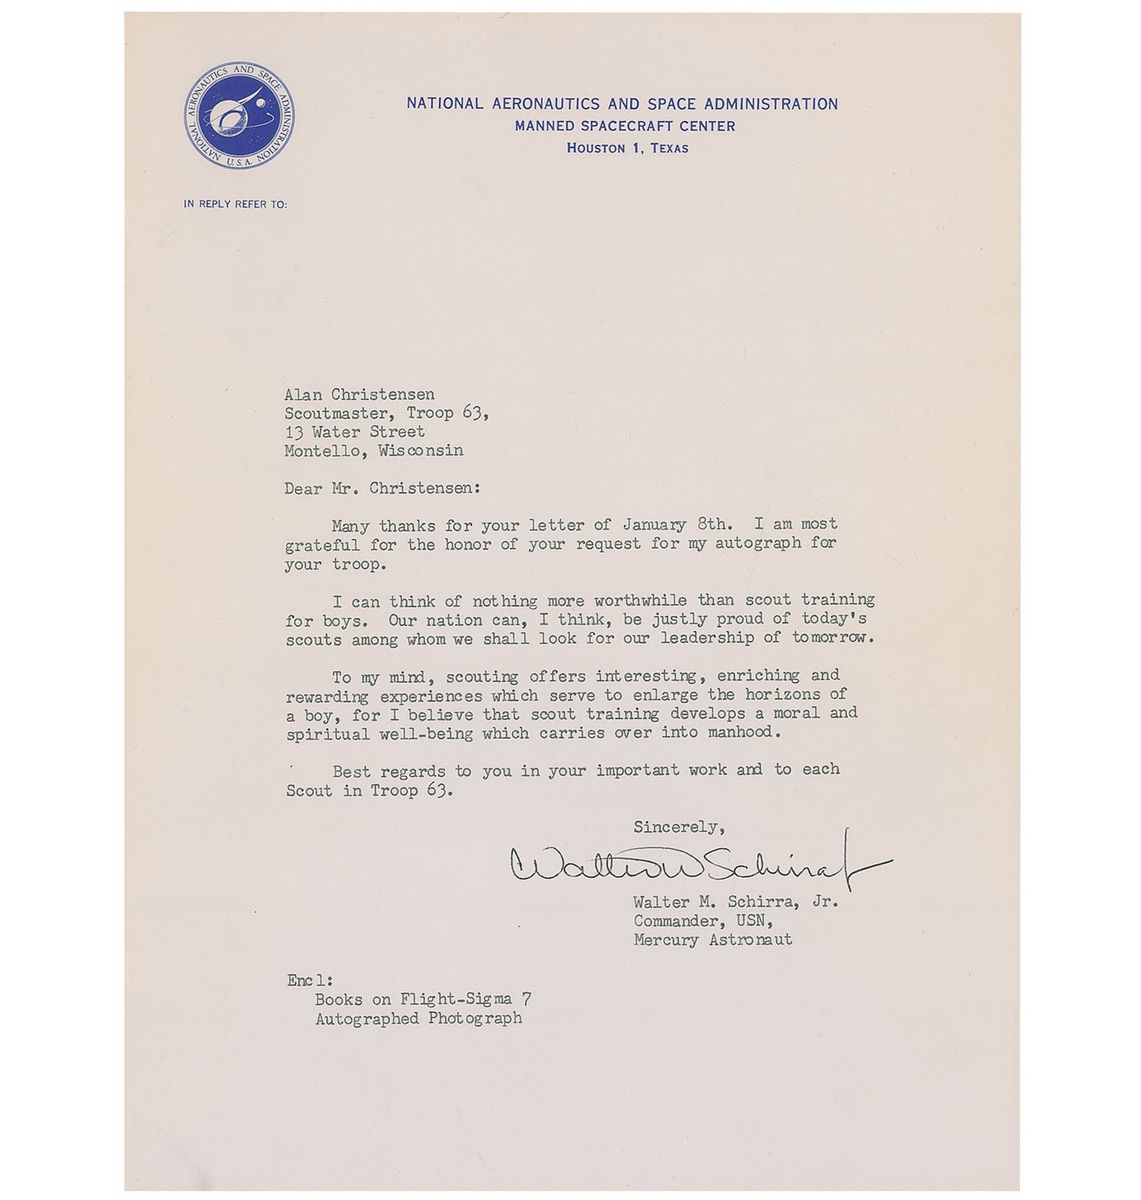 NATIONAL AERONAUTICS AND SPACE ADMINISTRATION
U.S.A.
NATIONAL AERONAUTICS AND SPACE ADMINISTRATION
MANNED SPACECRAFT CENTER
HOUSTON 1, TEXAS
IN REPLY REFER TO:
Alan Christensen
Scoutmaster, Troop 63,
13 Water Street
Montello, Wisconsin
Dear Mr. Christensen:
Many thanks for your letter of January 8th. I am most
grateful for the honor of your request for my autograph for
your troop.
I can think of nothing more worthwhile than scout training
for boys. Our nation can, I think, be justly proud of today's
scouts among whom we shall look for our leadership of tomorrow.
To my mind, scouting offers interesting, enriching and
rewarding experiences which serve to enlarge the horizons of
a boy, for I believe that scout training develops a moral and
spiritual well-being which carries over into manhood.
Best regards to you in your important work and to each
Scout in Troop 63.
Sincerely,
Walter M Schirra Jr
Walter M. Schirra, Jr.
Commander, USN,
Mercury Astronaut
Encl:
Books on Flight-Sigma 7
Autographed Photograph